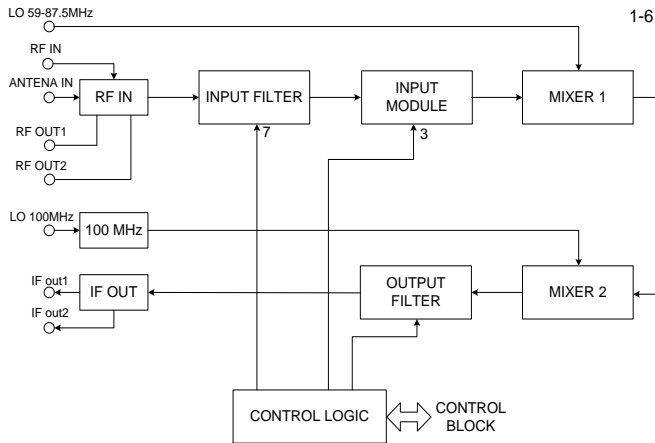 LO 59-87.5MHz
1-6
RF IN
ANTENA IN
RF IN
INPUT FILTER
INPUT
MODULE
MIXER 1
RF OUT1
7
3
RF OUT2
LO 100MHz
100 MHz
IF out1
IF OUT
OUTPUT
FILTER
MIXER 2
IF out2
CONTROL LOGIC
CONTROL
BLOCK